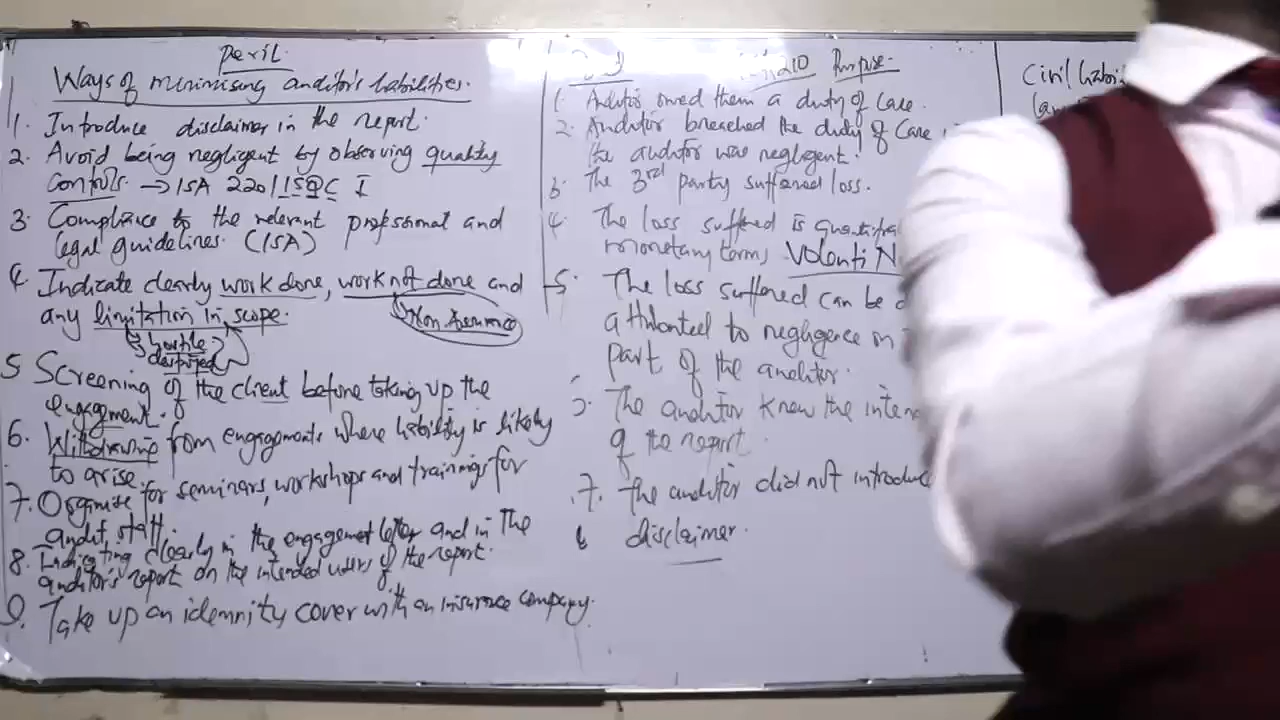 Peril.
Ways of minimising auditor's liabilities.
1. Introduce disclaimer in the report.
2. Avoid being negligent by observing quality
controls. → ISA 220/ISQC I
3. Compliance to the relevant professional and
legal guidelines. (ISA)
4. Indicate clearly work done, work not done and
any limitation in scope.
Non Assurance
hostile
5 Screening of the client before taking up the
engagement.
6. Withdrawing from engagements where liability is likely
to arise.
7. Organise for seminars, workshops and trainings for
audit staff.
8. Indicating clearly in the engagement letter and in the
auditor's report on the intended users of the report.
9. Take up an idemnity cover with an insurance company.
Purpose.
1. Auditor owed them a duty of care.
2. Auditor breached the duty of care
the auditor was negligent.
3. The 3rd party suffered loss.
4. The loss suffered is
monetary terms Volenti N
5. The loss suffered can be
attributed to negligence on
part of the auditor.
The auditor knew the
of the report.
7. The auditor did not introduce
disclaimer.
Civil